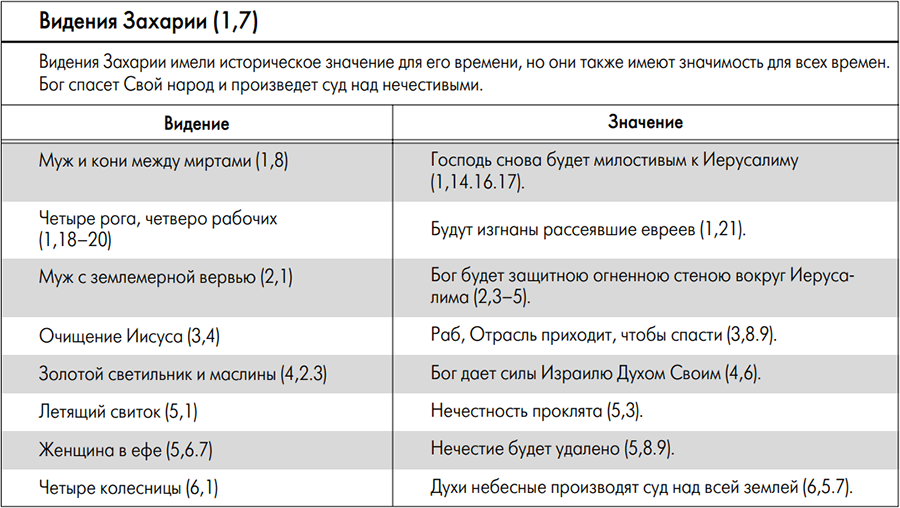 Видения Захарии (1,7)
Видения Захарии имели историческое значение для его времени, но они также имеют значимость для всех времен.
Бог спасет Свой народ и произведет суд над нечестивыми.
Видение Значение
Муж и кони между миртами (1,8) Господь снова будет милостивым к Иерусалиму
(1,14.16.17).
Четыре рога, четверо рабочих
(1,18–20) Будут изгнаны рассеявшие евреев (1,21).
Муж с землемерной вервью (2,1) Бог будет защитною огненною стеною вокруг Иеруса-
лима (2,3–5).
Очищение Иисуса (3,4) Раб, Отрасль приходит, чтобы спасти (3,8.9).
Золотой светильник и маслины (4,2.3) Бог дает силы Израилю Духом Своим (4,6).
Летящий свиток (5,1) Нечестность проклята (5,3).
Женщина в ефе (5,6.7) Нечестие будет удалено (5,8.9).
Четыре колесницы (6,1) Духи небесные производят суд над всей землей (6,5.7).